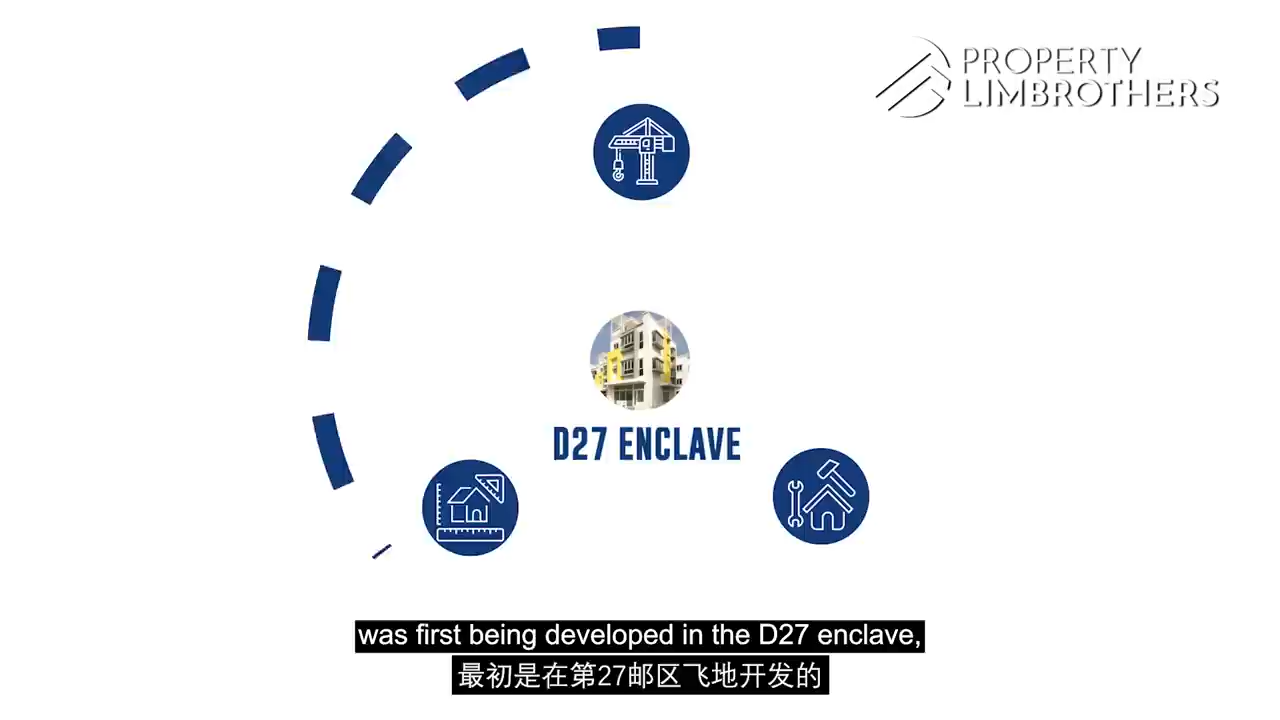 PROPERTY
LIMBROTHERS
D27 ENCLAVE
was first being developed in the D27 enclave,
最初是在第27邮区飞地开发的